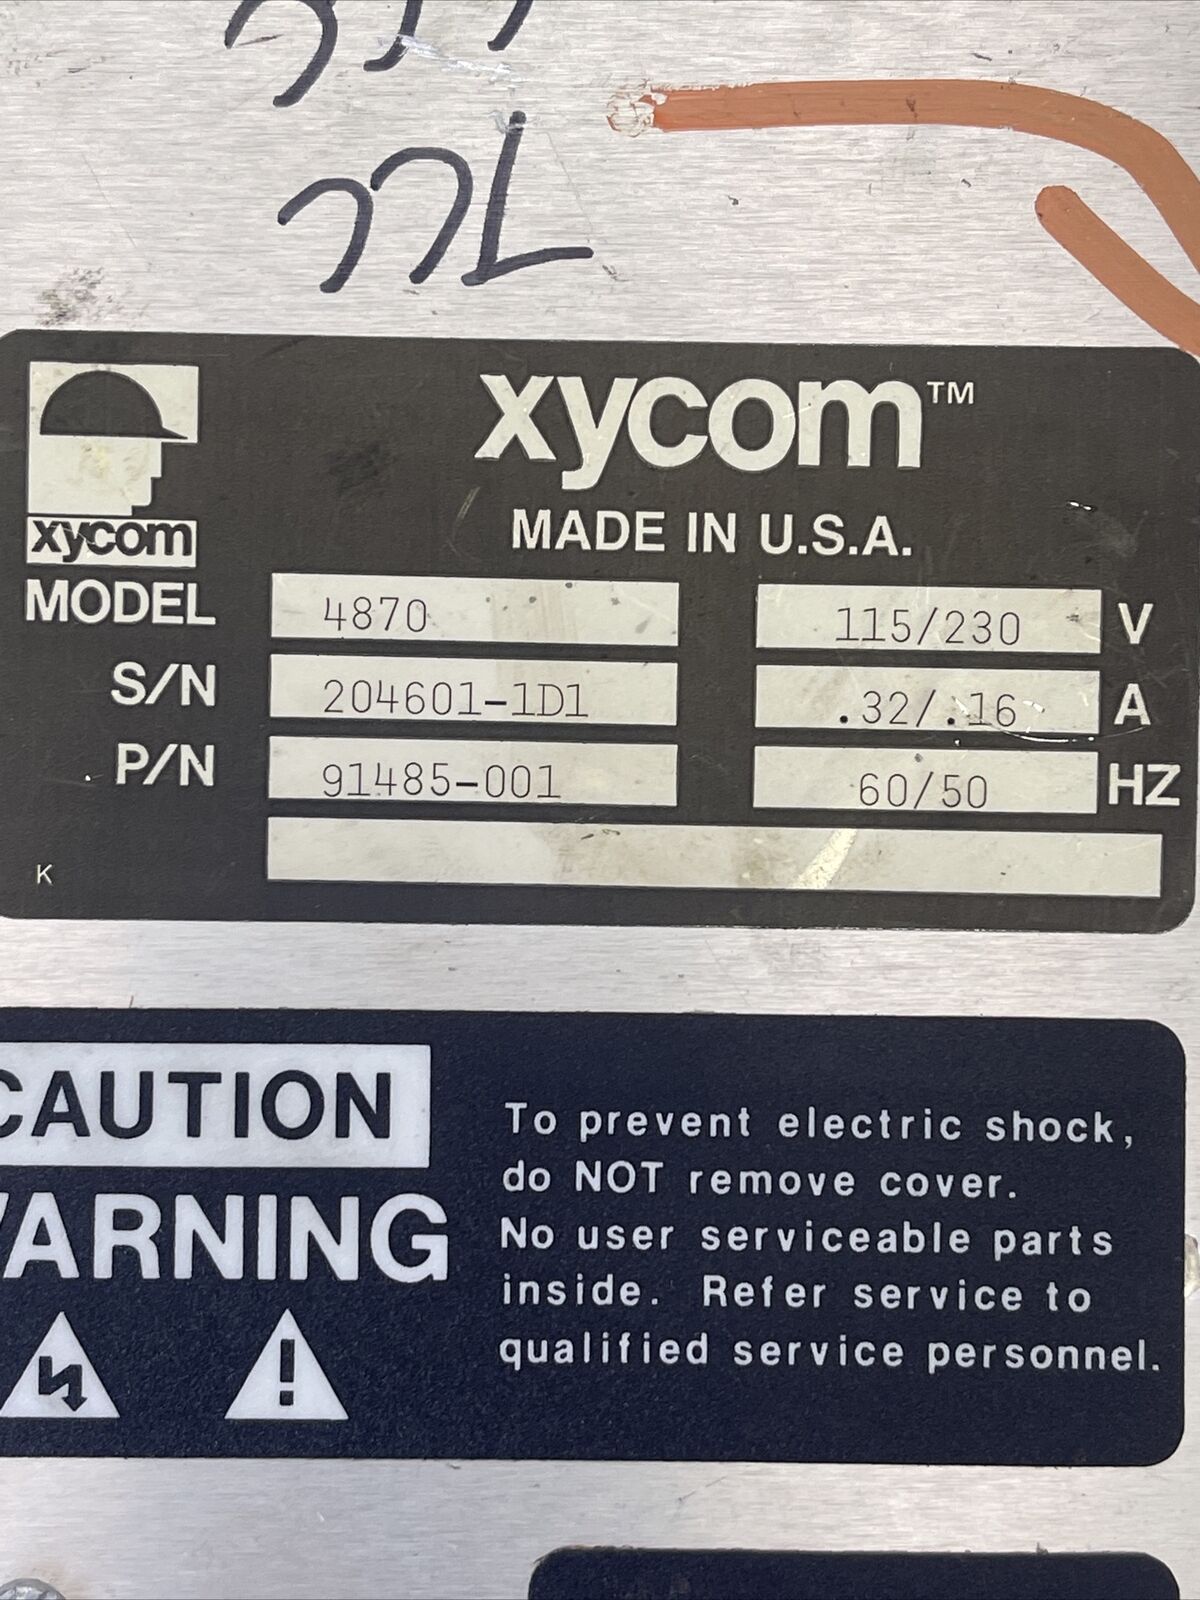 xycom™
xycom
MADE IN U.S.A.
MODEL 4870 115/230 V
S/N 204601-1D1 .32/.16 A
P/N 91485-001 60/50 HZ
K
CAUTION
WARNING
To prevent electric shock,
do NOT remove cover.
No user serviceable parts
inside. Refer service to
qualified service personnel.